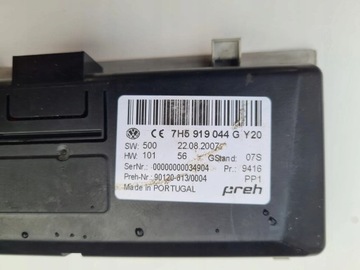 CE 7H5 919 044 G Y20
SW: 500 22.08.2007
HW: 101 56 GStand: 07S
SerNr.: 00000000034904 Pr.: 9416
Preh-Nr.: 90120-613/0004 PP1
Made in PORTUGAL preh